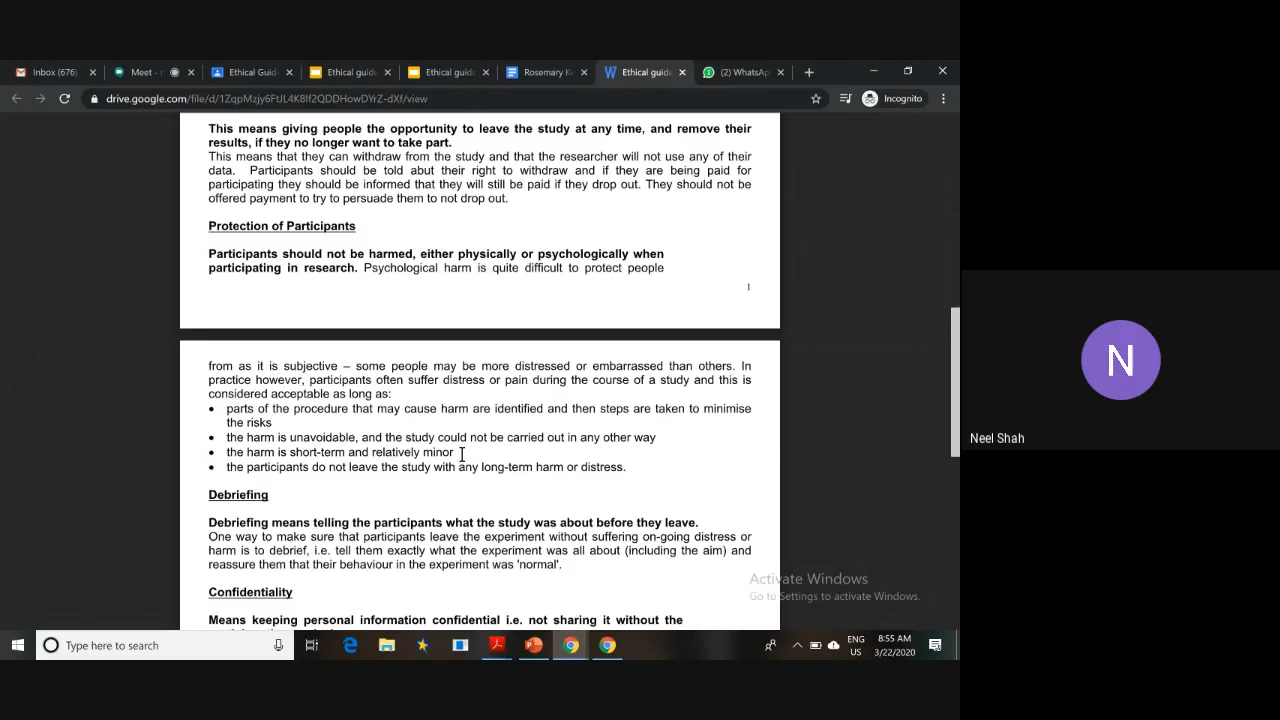 Inbox (676)
Meet - r
Ethical Guid
Ethical guide
Ethical guide
Rosemary Ke
Ethical guide
(2) WhatsAp
drive.google.com/file/d/1ZqpMzjy6FtJL4K8If2QDDHowDYrZ-dXf/view
Incognito
This means giving people the opportunity to leave the study at any time, and remove their
results, if they no longer want to take part.
This means that they can withdraw from the study and that the researcher will not use any of their
data. Participants should be told abut their right to withdraw and if they are being paid for
participating they should be informed that they will still be paid if they drop out. They should not be
offered payment to try to persuade them to not drop out.
Protection of Participants
Participants should not be harmed, either physically or psychologically when
participating in research. Psychological harm is quite difficult to protect people
1
from as it is subjective – some people may be more distressed or embarrassed than others. In
practice however, participants often suffer distress or pain during the course of a study and this is
considered acceptable as long as:
• parts of the procedure that may cause harm are identified and then steps are taken to minimise
the risks
• the harm is unavoidable, and the study could not be carried out in any other way
• the harm is short-term and relatively minor
• the participants do not leave the study with any long-term harm or distress.
Debriefing
Debriefing means telling the participants what the study was about before they leave.
One way to make sure that participants leave the experiment without suffering on-going distress or
harm is to debrief, i.e. tell them exactly what the experiment was all about (including the aim) and
reassure them that their behaviour in the experiment was 'normal'.
Confidentiality
Means keeping personal information confidential i.e. not sharing it without the
Activate Windows
Go to Settings to activate Windows.
Type here to search
ENG
US
8:55 AM
3/22/2020
N
Neel Shah